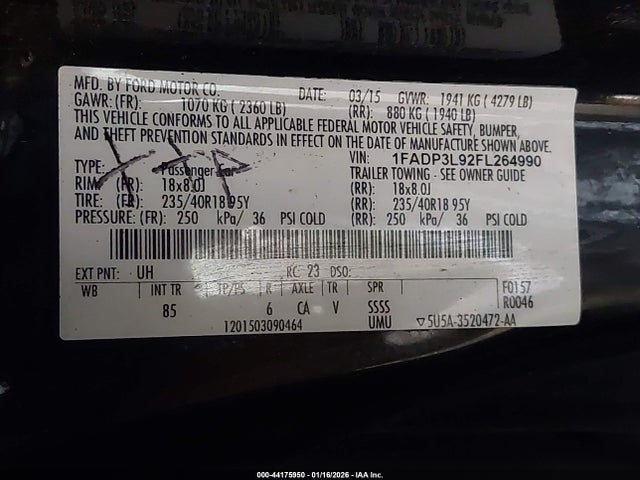 MFD. BY FORD MOTOR CO. DATE: 03/15 GVWR: 1941 KG ( 4279 LB)
GAWR: (FR): 1070 KG ( 2360 LB) (RR): 880 KG ( 1940 LB)
THIS VEHICLE CONFORMS TO ALL APPLICABLE FEDERAL MOTOR VEHICLE SAFETY, BUMPER,
AND THEFT PREVENTION STANDARDS IN EFFECT ON THE DATE OF MANUFACTURE SHOWN ABOVE.
VIN: 1FADP3L92FL264990
TYPE: Passenger Car TRAILER TOWING - SEE OWNER GUIDE
RIM: (FR): 18x8.0J (RR): 18x8.0J
TIRE: (FR): 235/40R18 95Y (RR): 235/40R18 95Y
PRESSURE: (FR): 250 kPa/ 36 PSI COLD (RR): 250 kPa/ 36 PSI COLD
EXT PNT: UH RC: 23 DSO:
WB INT TR TP/PS R AXLE TR SPR F0157
85 6 CA V SSSS R0046
1201503090464 UMU ▽5U5A-3520472-AA
000-44175950 - 01/16/2026 - IAA Inc.